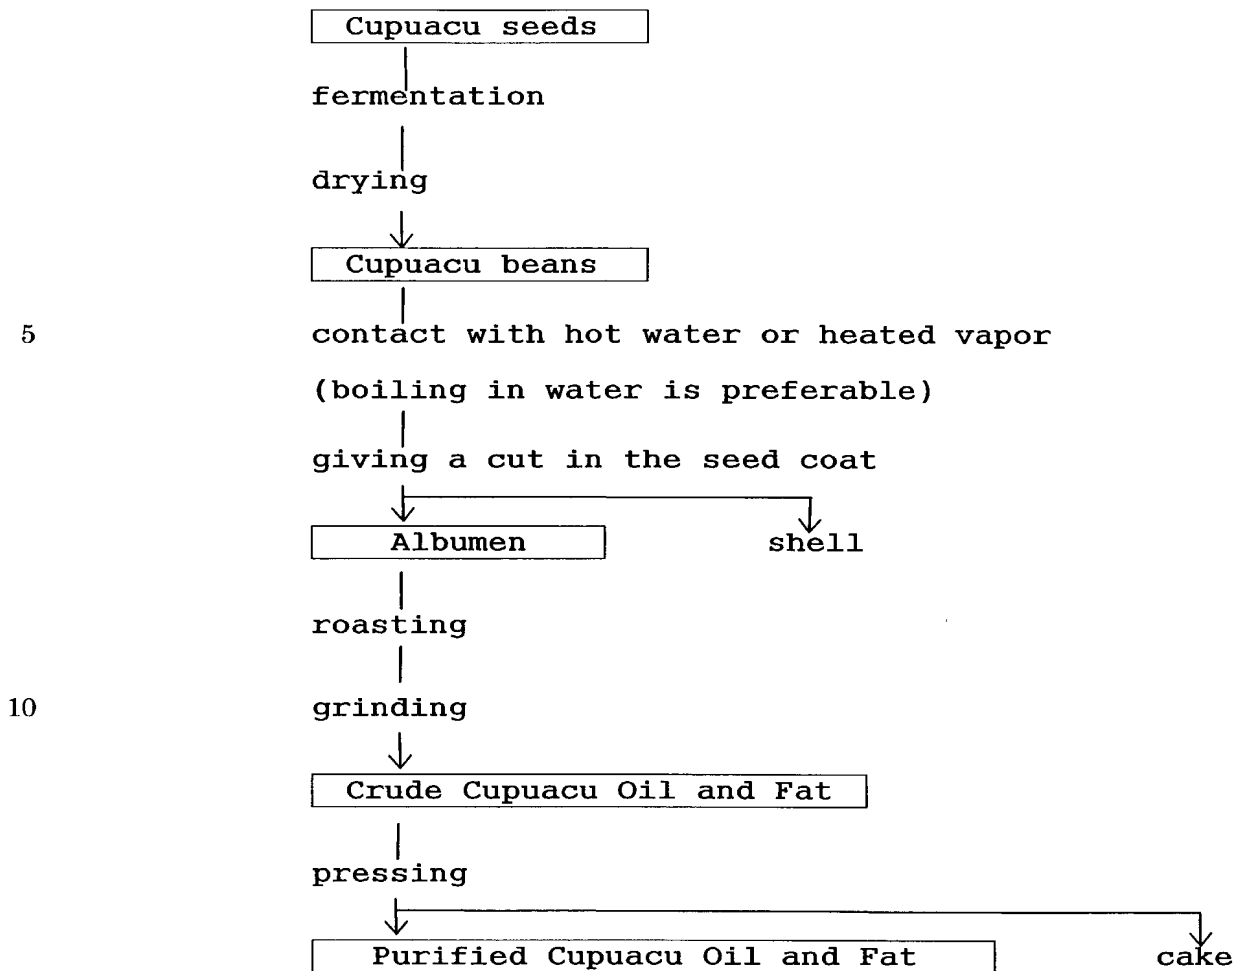 Cupuacu seeds
fermentation
drying
Cupuacu beans
5 contact with hot water or heated vapor
(boiling in water is preferable)
giving a cut in the seed coat
Albumen shell
roasting
10 grinding
Crude Cupuacu Oil and Fat
pressing
Purified Cupuacu Oil and Fat cake